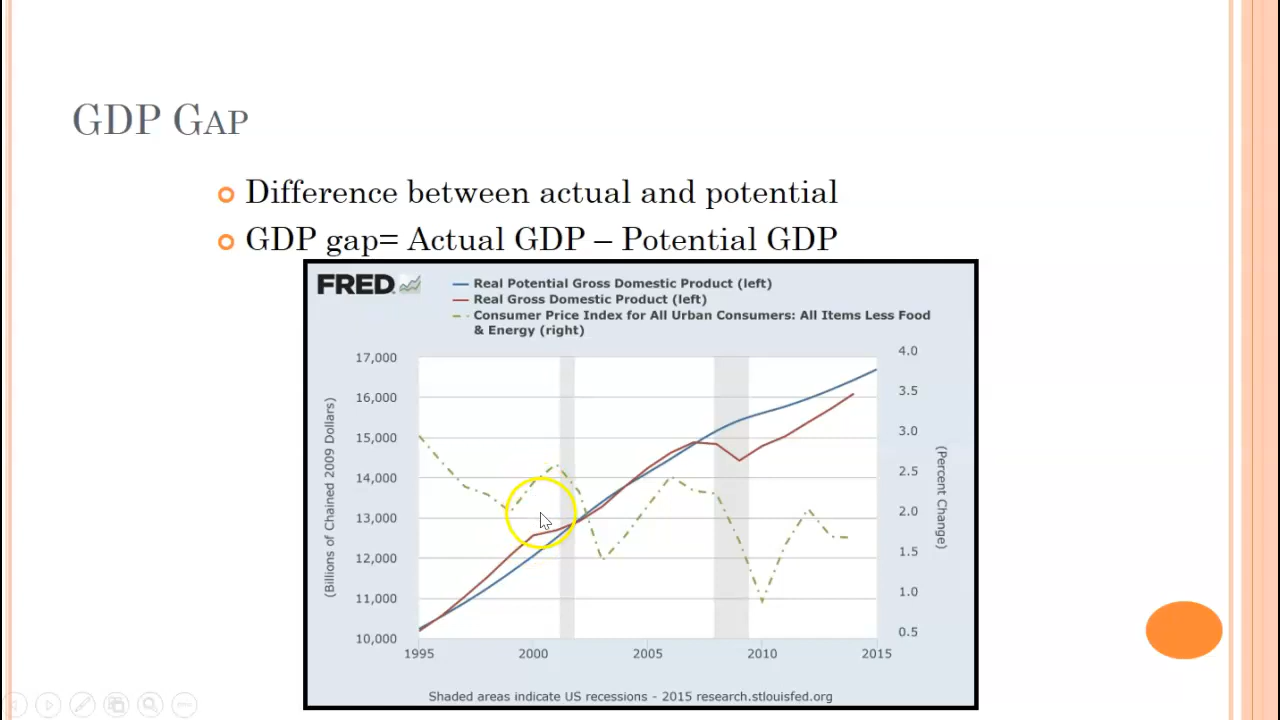 GDP GAP
Difference between actual and potential
GDP gap= Actual GDP – Potential GDP
FRED
Real Potential Gross Domestic Product (left)
Real Gross Domestic Product (left)
Consumer Price Index for All Urban Consumers: All Items Less Food
& Energy (right)
(Billions of Chained 2009 Dollars)
17,000
16,000
15,000
14,000
13,000
12,000
11,000
10,000
4.0
3.5
3.0
2.5
2.0
1.5
1.0
0.5
(Percent Change)
1995
2000
2005
2010
2015
Shaded areas indicate US recessions - 2015 research.stlouisfed.org